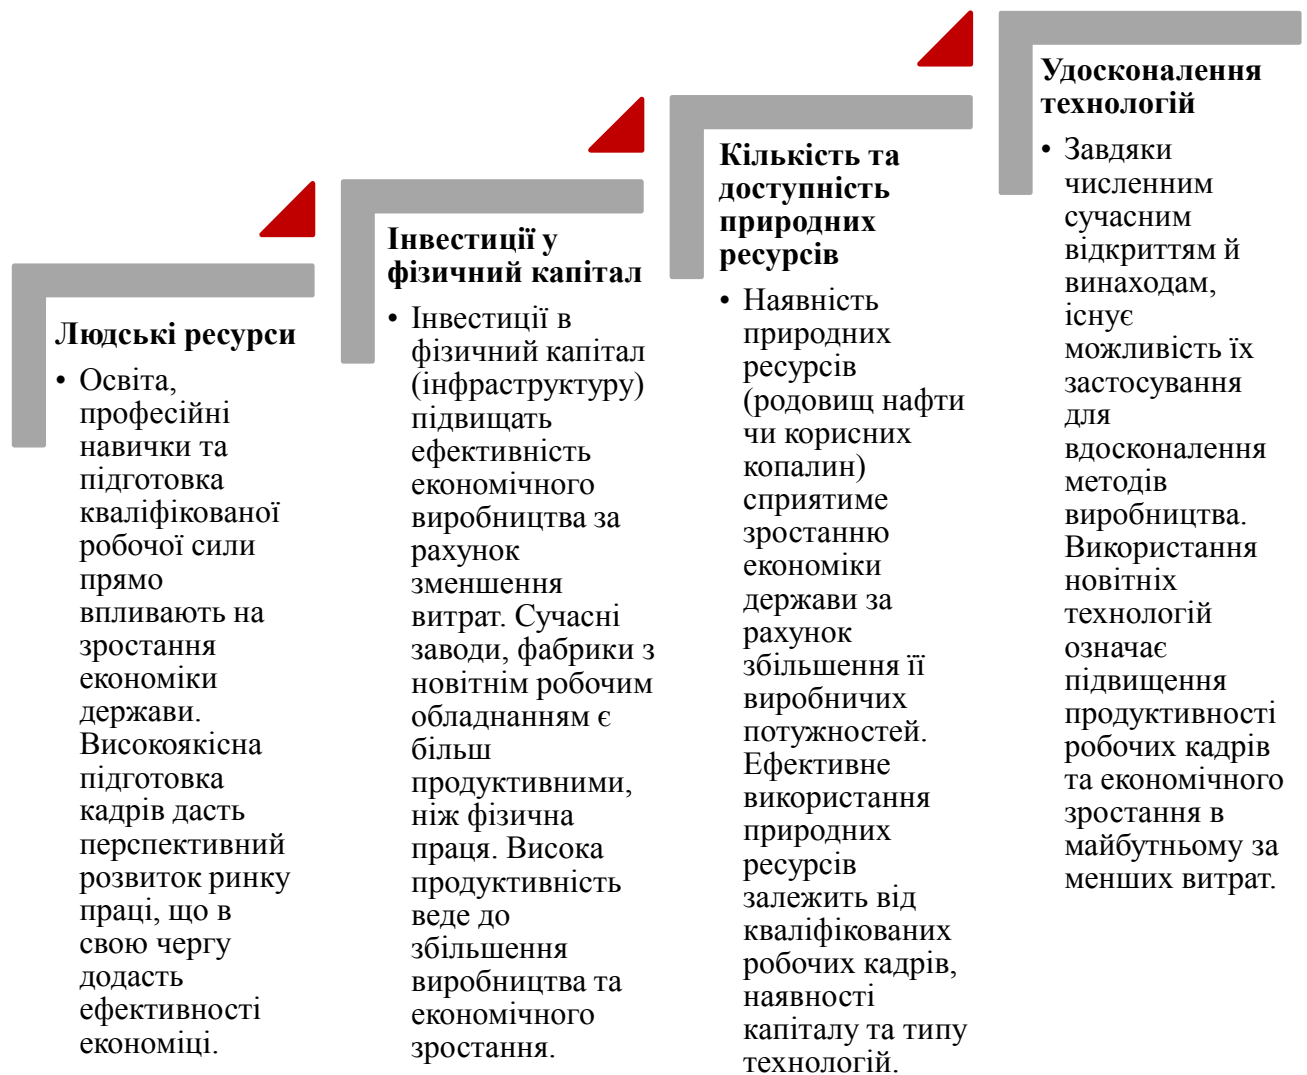 Людські ресурси
• Освіта,
професійні
навички та
підготовка
кваліфікованої
робочої сили
прямо
впливають на
зростання
економіки
держави.
Високоякісна
підготовка
кадрів дасть
перспективний
розвиток ринку
праці, що в
свою чергу
додасть
ефективності
економіці.
Інвестиції у
фізичний капітал
• Інвестиції в
фізичний капітал
(інфраструктуру)
підвищать
ефективність
економічного
виробництва за
рахунок
зменшення
витрат. Сучасні
заводи, фабрики з
новітнім робочим
обладнанням є
більш
продуктивними,
ніж фізична
праця. Висока
продуктивність
веде до
збільшення
виробництва та
економічного
зростання.
Кількість та
доступність
природних
ресурсів
• Наявність
природних
ресурсів
(родовищ нафти
чи корисних
копалин)
сприятиме
зростанню
економіки
держави за
рахунок
збільшення її
виробничих
потужностей.
Ефективне
використання
природних
ресурсів
залежить від
кваліфікованих
робочих кадрів,
наявності
капіталу та типу
технологій.
Удосконалення
технологій
• Завдяки
численним
сучасним
відкриттям й
винаходам,
існує
можливість їх
застосування
для
вдосконалення
методів
виробництва.
Використання
новітніх
технологій
означає
підвищення
продуктивності
робочих кадрів
та економічного
зростання в
майбутньому за
менших витрат.